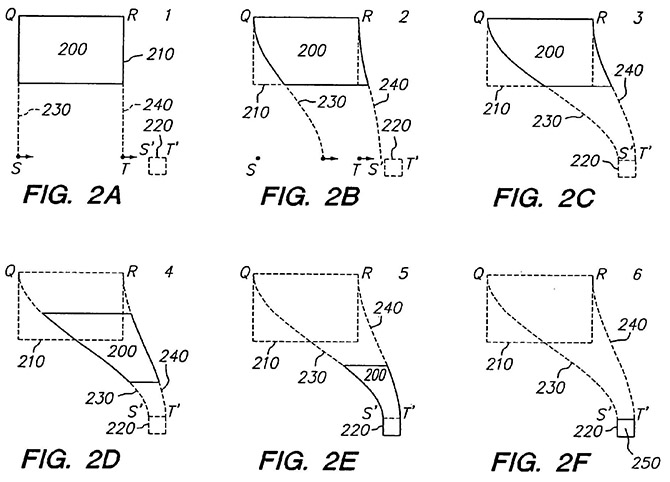 Q R 1
200
210
230
240
220
S' T'
S T
FIG. 2A
Q R 2
200
240
210
230
220
S T S' T'
FIG. 2B
Q R 3
200
240
210
230
S' T'
220
FIG. 2C
Q R 4
210
200
240
230
S' T'
220
FIG. 2D
Q R 5
240
210
230
200
S' T'
220
FIG. 2E
Q R 6
240
210
230
S' T'
220
250
FIG. 2F